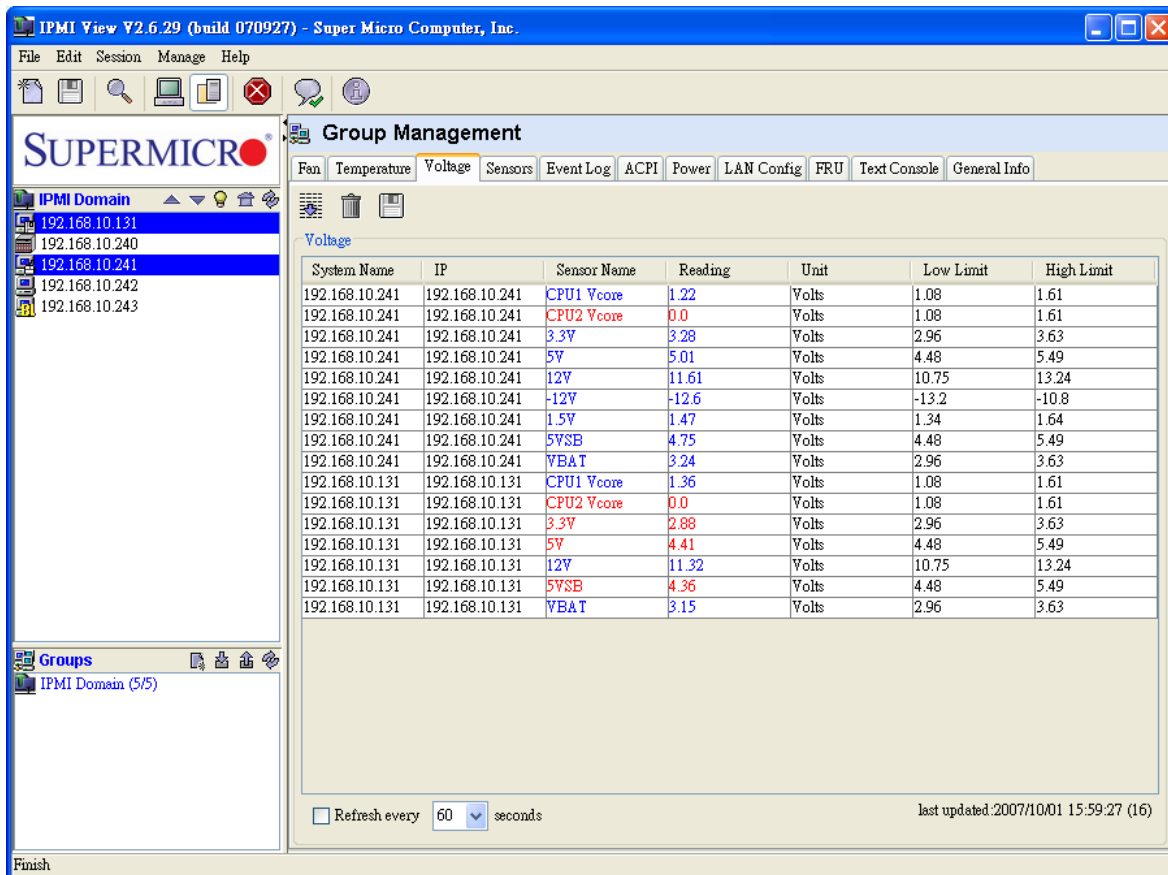 IPMI View V2.6.29 (build 070927) - Super Micro Computer, Inc.
File Edit Session Manage Help
SUPERMICRO
Group Management
Fan Temperature Voltage Sensors Event Log ACPI Power LAN Config FRU Text Console General Info
IPMI Domain
192.168.10.131
192.168.10.240
192.168.10.241
192.168.10.242
192.168.10.243
Voltage
System Name IP Sensor Name Reading Unit Low Limit High Limit
192.168.10.241 192.168.10.241 CPU1 Vcore 1.22 Volts 1.08 1.61
192.168.10.241 192.168.10.241 CPU2 Vcore 0.0 Volts 1.08 1.61
192.168.10.241 192.168.10.241 3.3V 3.28 Volts 2.96 3.63
192.168.10.241 192.168.10.241 5V 5.01 Volts 4.48 5.49
192.168.10.241 192.168.10.241 12V 11.61 Volts 10.75 13.24
192.168.10.241 192.168.10.241 -12V -12.6 Volts -13.2 -10.8
192.168.10.241 192.168.10.241 1.5V 1.47 Volts 1.34 1.64
192.168.10.241 192.168.10.241 5VSB 4.75 Volts 4.48 5.49
192.168.10.241 192.168.10.241 VBAT 3.24 Volts 2.96 3.63
192.168.10.131 192.168.10.131 CPU1 Vcore 1.36 Volts 1.08 1.61
192.168.10.131 192.168.10.131 CPU2 Vcore 0.0 Volts 1.08 1.61
192.168.10.131 192.168.10.131 3.3V 2.88 Volts 2.96 3.63
192.168.10.131 192.168.10.131 5V 4.41 Volts 4.48 5.49
192.168.10.131 192.168.10.131 12V 11.32 Volts 10.75 13.24
192.168.10.131 192.168.10.131 5VSB 4.36 Volts 4.48 5.49
192.168.10.131 192.168.10.131 VBAT 3.15 Volts 2.96 3.63
Groups
IPMI Domain (5/5)
Refresh every 60 seconds
last updated:2007/10/01 15:59:27 (16)
Finish